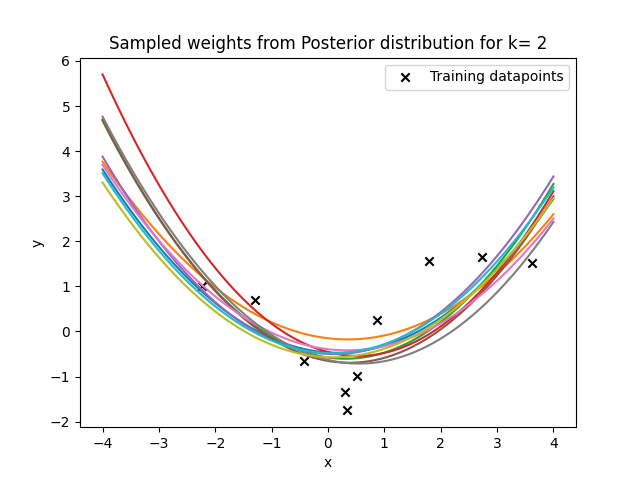 Sampled weights from Posterior distribution for k= 2
Training datapoints
6
5
4
3
2
1
0
−1
−2
y
−4 −3 −2 −1 0 1 2 3 4
x